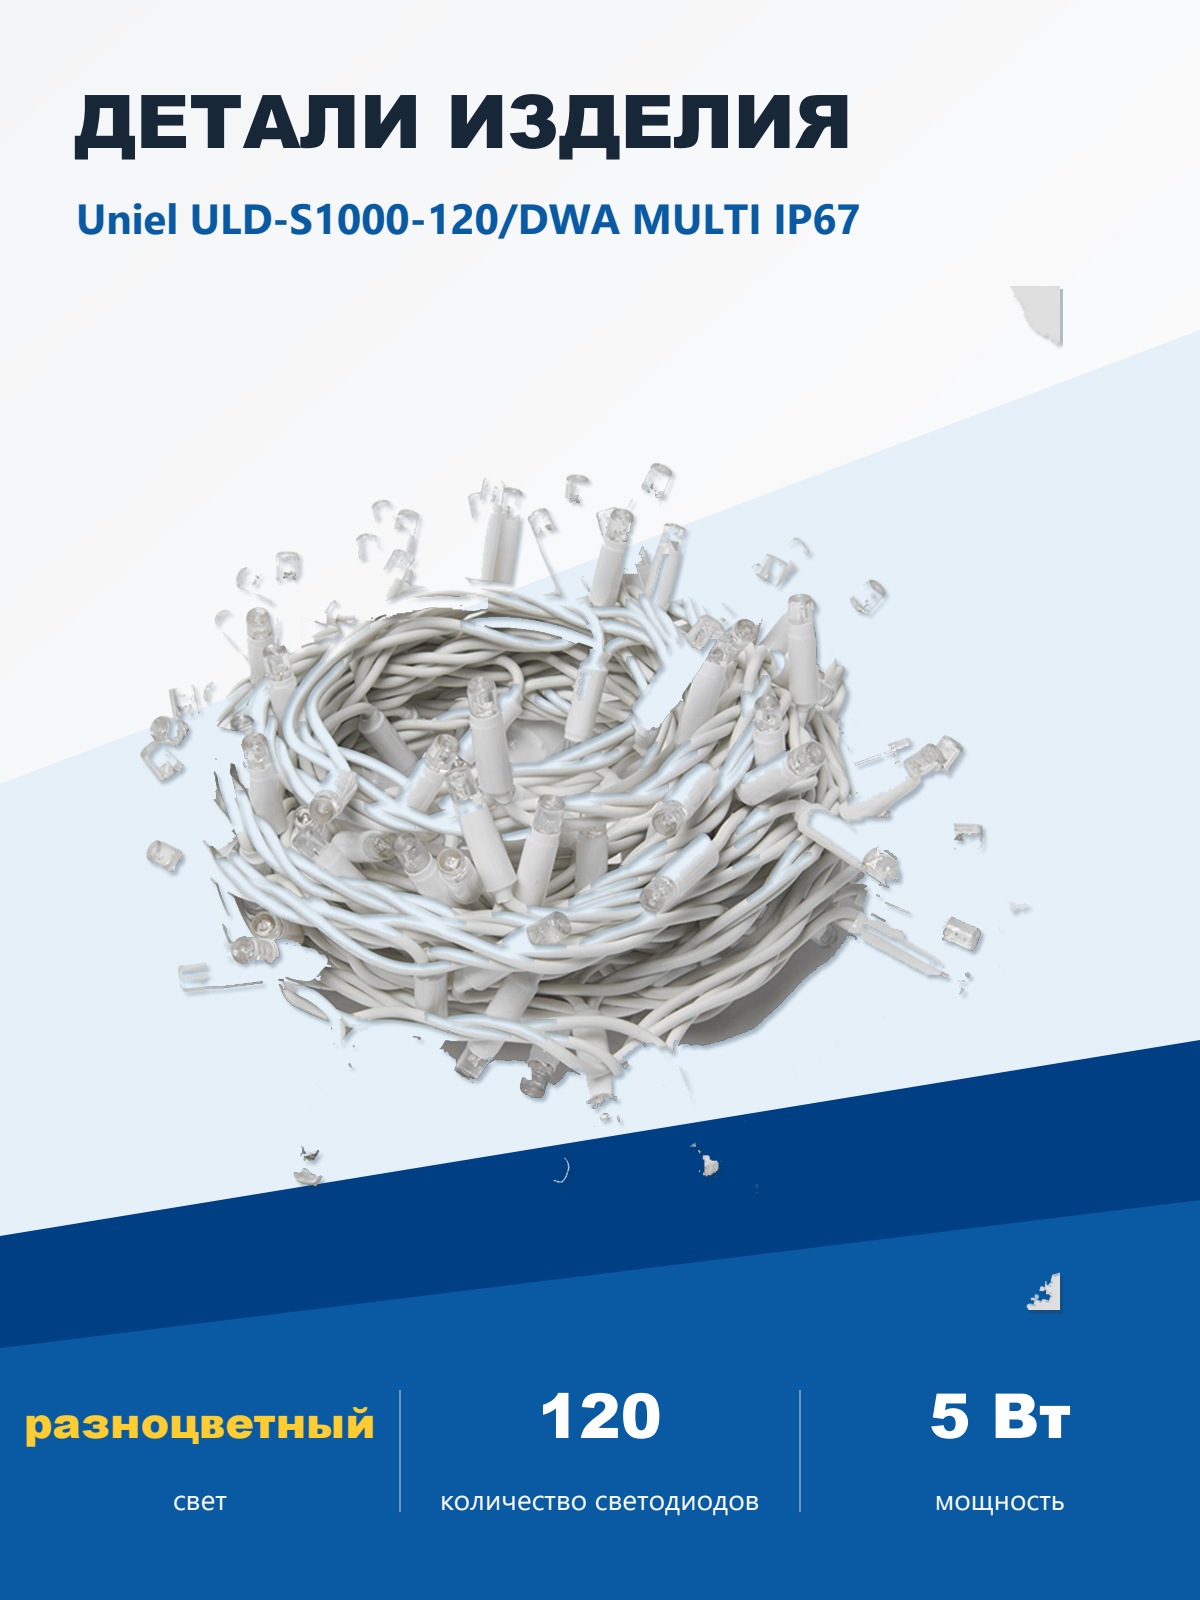 ДЕТАЛИ ИЗДЕЛИЯ
Uniel ULD-S1000-120/DWA MULTI IP67
разноцветный
свет
120
количество светодиодов
5 Вт
мощность